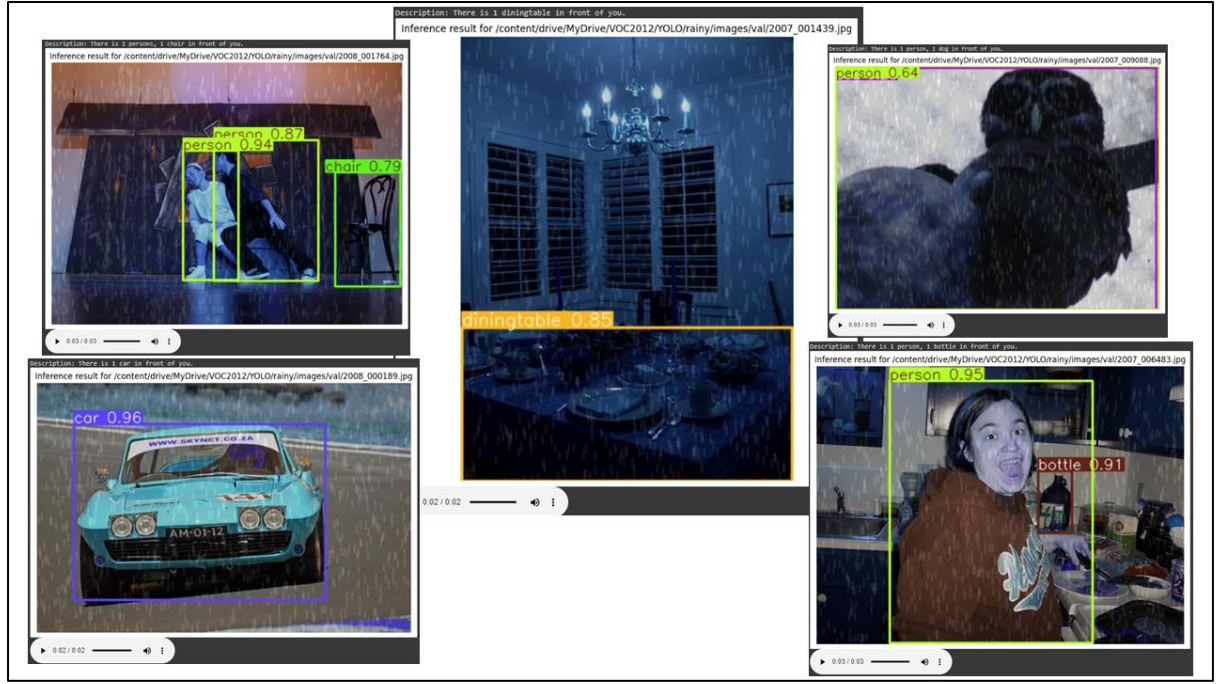 Description: There is 2 persons, 1 chair in front of you.
Inference result for /content/drive/MyDrive/VOC2012/YOLO/rainy/images/val/2008_001764.jpg
person 0.87
person 0.94
chair 0.79
0:03 / 0:03
Description: There is 1 diningtable in front of you.
Inference result for /content/drive/MyDrive/VOC2012/YOLO/rainy/images/val/2007_001439.jpg
diningtable 0.85
0:02 / 0:02
Description: There is 1 person, 1 dog in front of you.
Inference result for /content/drive/MyDrive/VOC2012/YOLO/rainy/images/val/2007_009088.jpg
person 0.64
0:03 / 0:03
Description: There is 1 car in front of you.
Inference result for /content/drive/MyDrive/VOC2012/YOLO/rainy/images/val/2008_000189.jpg
car 0.96
WWW.SKYNET.CO.ZA
141
AM-01-12
0:02 / 0:02
Description: There is 1 person, 1 bottle in front of you.
Inference result for /content/drive/MyDrive/VOC2012/YOLO/rainy/images/val/2007_006483.jpg
person 0.95
bottle 0.91
0:03 / 0:03